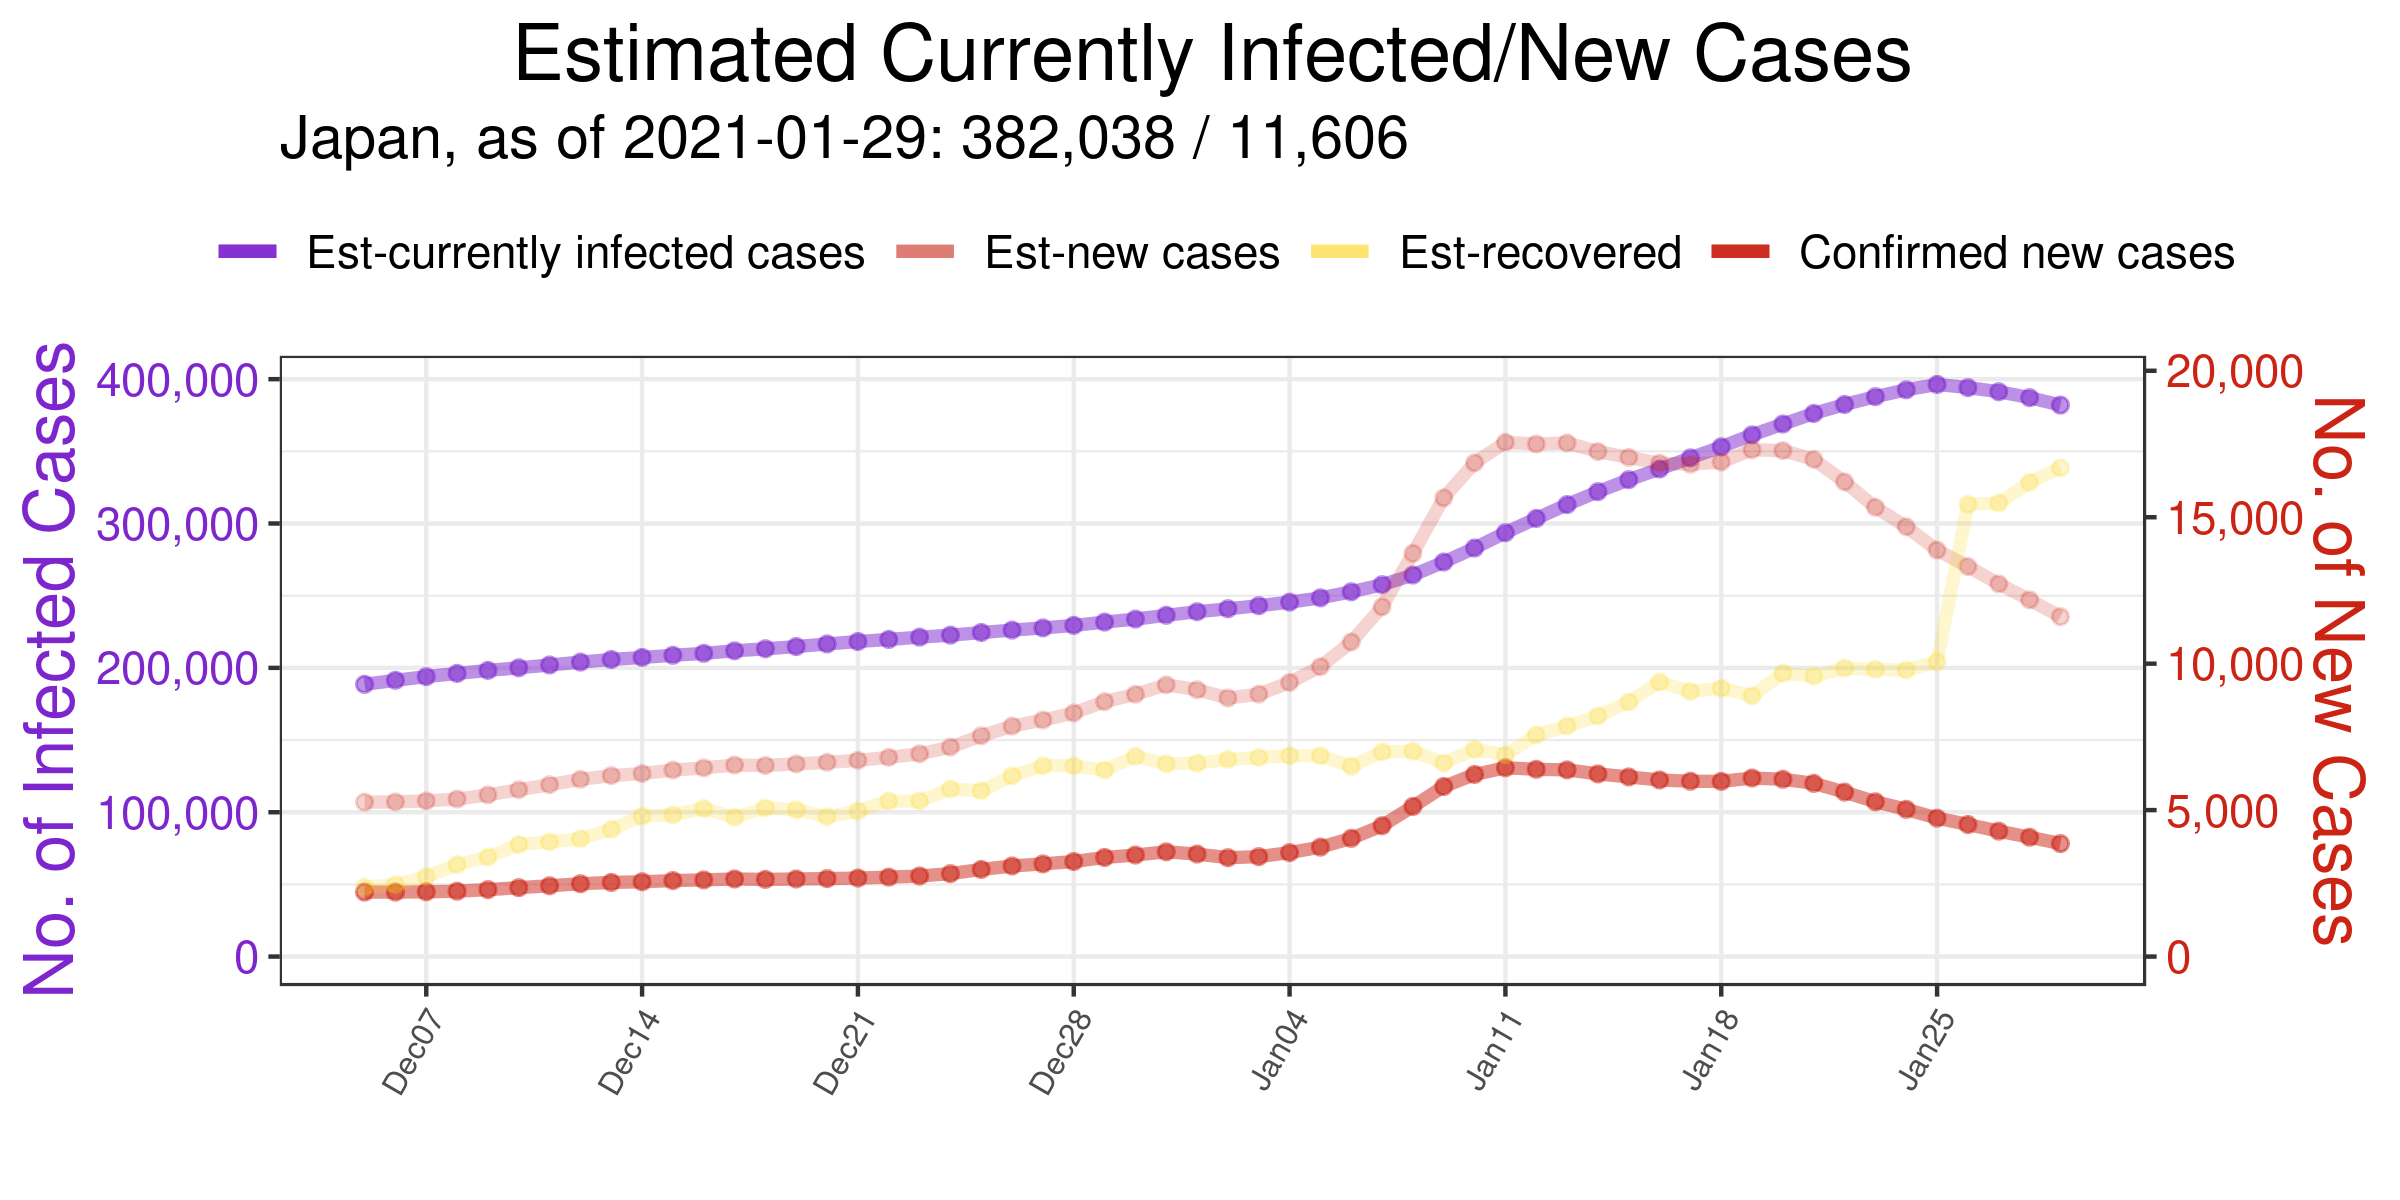 Estimated Currently Infected/New Cases
Japan, as of 2021-01-29: 382,038 / 11,606
Est-currently infected cases Est-new cases Est-recovered Confirmed new cases
No. of Infected Cases
400,000
300,000
200,000
100,000
0
20,000
15,000
10,000
5,000
0
No. of New Cases
Dec07 Dec14 Dec21 Dec28 Jan04 Jan11 Jan18 Jan25